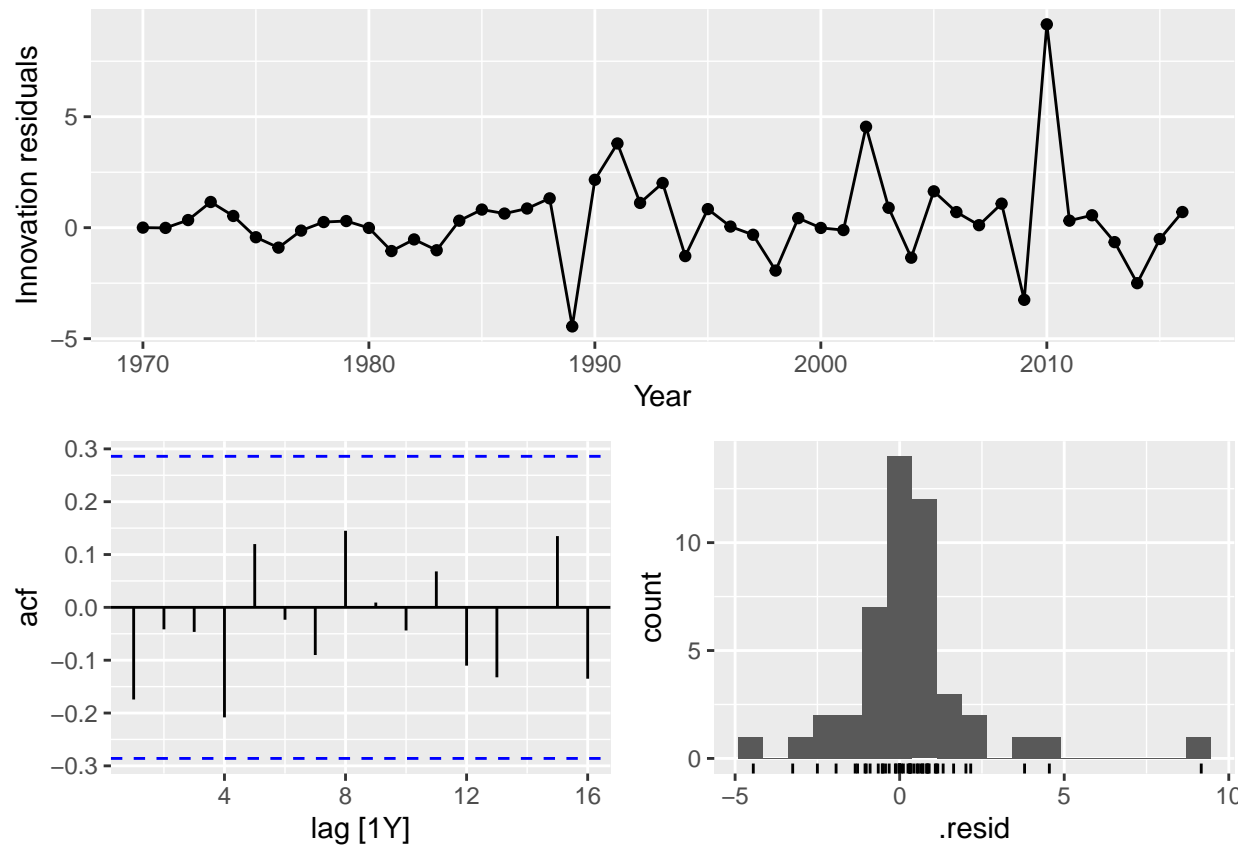 Innovation residuals
5
0
−5
1970 1980 1990 2000 2010
Year
acf
0.3
0.2
0.1
0.0
−0.1
−0.2
−0.3
4 8 12 16
lag [1Y]
count
10
5
0
−5 0 5 10
.resid